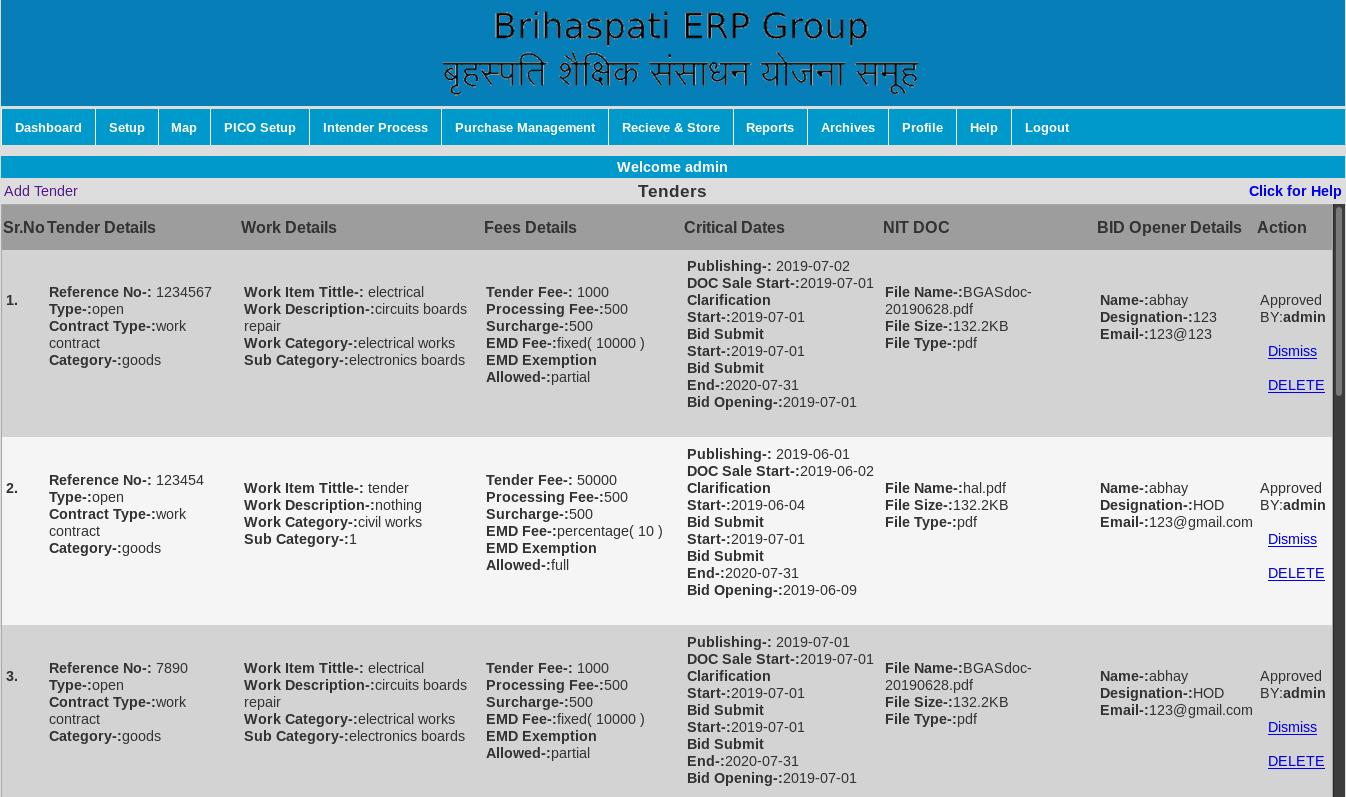 Brihaspati ERP Group
बृहस्पति शैक्षिक संसाधन योजना समूह
Dashboard Setup Map PICO Setup Intender Process Purchase Management Recieve & Store Reports Archives Profile Help Logout
Welcome admin
Add Tender Tenders Click for Help
Sr.No Tender Details Work Details Fees Details Critical Dates NIT DOC BID Opener Details Action
1.
Reference No-: 1234567
Type-:open
Contract Type-:work
contract
Category-:goods
Work Item Tittle-: electrical
Work Description-:circuits boards
repair
Work Category-:electrical works
Sub Category-:electronics boards
Tender Fee-: 1000
Processing Fee-:500
Surcharge-:500
EMD Fee-:fixed( 10000 )
EMD Exemption
Allowed-:partial
Publishing-: 2019-07-02
DOC Sale Start-:2019-07-01
Clarification
Start-:2019-07-01
Bid Submit
Start-:2019-07-01
Bid Submit
End-:2020-07-31
Bid Opening-:2019-07-01
File Name-:BGASdoc-
20190628.pdf
File Size-:132.2KB
File Type-:pdf
Name-:abhay
Designation-:123
Email-:123@123
Approved
BY:admin
Dismiss
DELETE
2.
Reference No-: 123454
Type-:open
Contract Type-:work
contract
Category-:goods
Work Item Tittle-: tender
Work Description-:nothing
Work Category-:civil works
Sub Category-:1
Tender Fee-: 50000
Processing Fee-:500
Surcharge-:500
EMD Fee-:percentage( 10 )
EMD Exemption
Allowed-:full
Publishing-: 2019-06-01
DOC Sale Start-:2019-06-02
Clarification
Start-:2019-06-04
Bid Submit
Start-:2019-07-01
Bid Submit
End-:2020-07-31
Bid Opening-:2019-06-09
File Name-:hal.pdf
File Size-:132.2KB
File Type-:pdf
Name-:abhay
Designation-:HOD
Email-:123@gmail.com
Approved
BY:admin
Dismiss
DELETE
3.
Reference No-: 7890
Type-:open
Contract Type-:work
contract
Category-:goods
Work Item Tittle-: electrical
Work Description-:circuits boards
repair
Work Category-:electrical works
Sub Category-:electronics boards
Tender Fee-: 1000
Processing Fee-:500
Surcharge-:500
EMD Fee-:fixed( 10000 )
EMD Exemption
Allowed-:partial
Publishing-: 2019-07-01
DOC Sale Start-:2019-07-01
Clarification
Start-:2019-07-01
Bid Submit
Start-:2019-07-01
Bid Submit
End-:2020-07-31
Bid Opening-:2019-07-01
File Name-:BGASdoc-
20190628.pdf
File Size-:132.2KB
File Type-:pdf
Name-:abhay
Designation-:HOD
Email-:123@gmail.com
Approved
BY:admin
Dismiss
DELETE